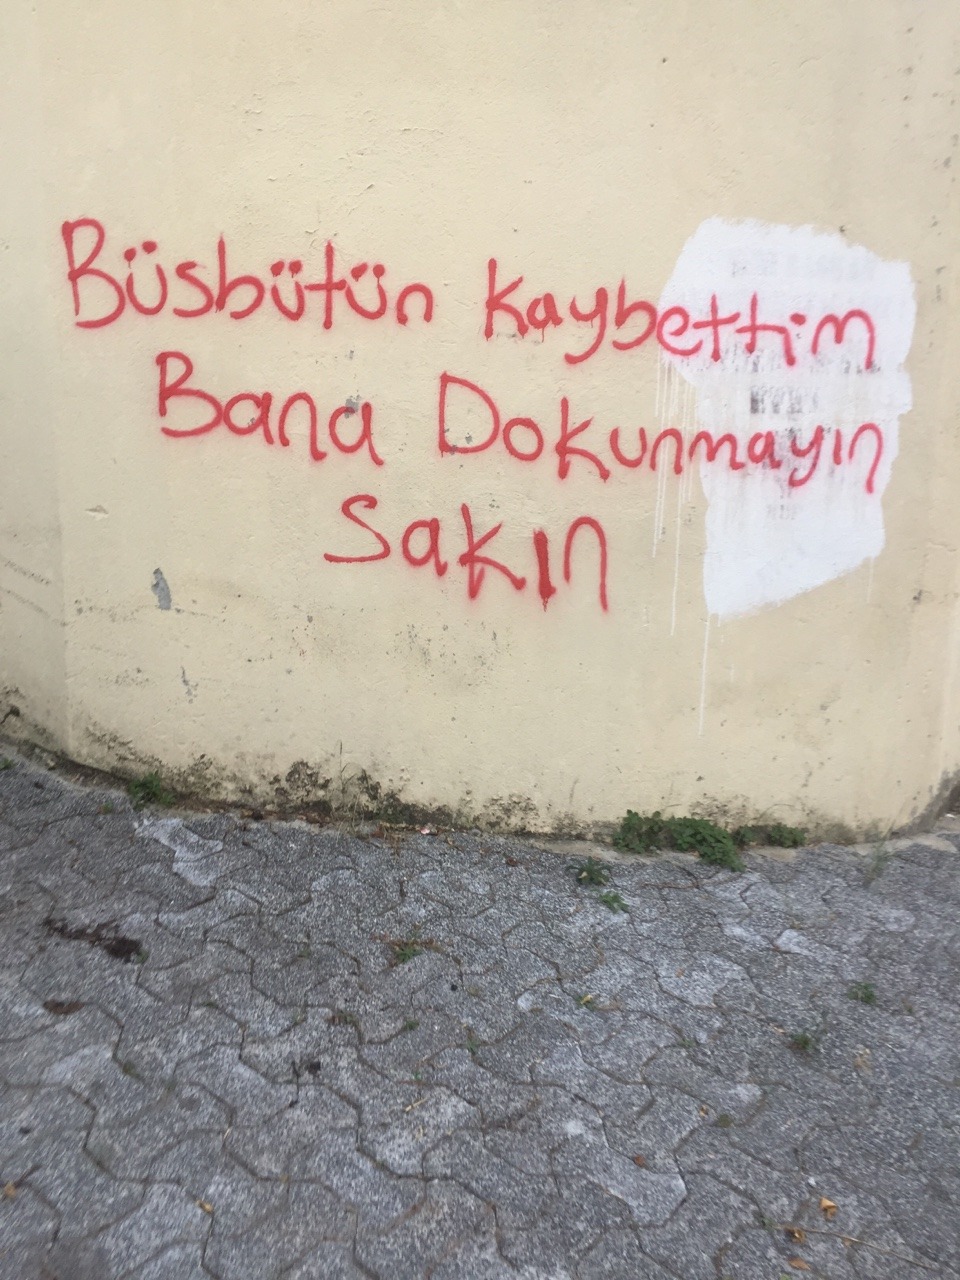 Büsbütün kaybettim
Bana Dokunmayın
Sakın